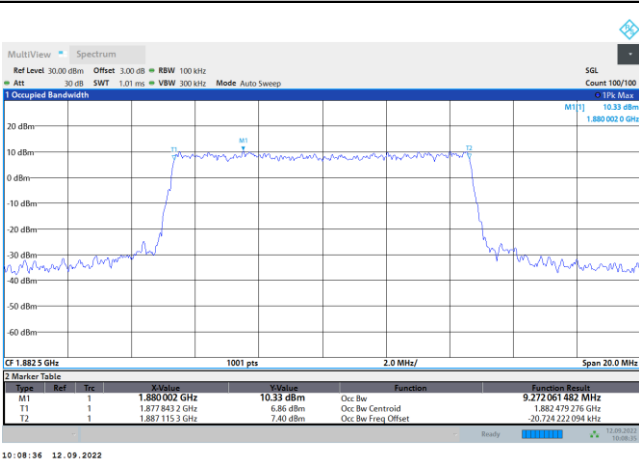 MultiView Spectrum
Ref Level 30.00 dBm Offset 3.00 dB RBW 100 kHz SGL
Att 30 dB SWT 1.01 ms VBW 300 kHz Mode Auto Sweep Count 100/100
1 Occupied Bandwidth 1Pk Max
M1[1] 10.33 dBm
1.880 002 0 GHz
20 dBm
M1
T1 T2
10 dBm
0 dBm
-10 dBm
-20 dBm
-30 dBm
-40 dBm
-50 dBm
-60 dBm
CF 1.882 5 GHz 1001 pts 2.0 MHz/ Span 20.0 MHz
2 Marker Table
Type Ref Trc X-Value Y-Value Function Function Result
M1 1 1.880 002 GHz 10.33 dBm Occ Bw 9.272 061 482 MHz
T1 1 1.877 843 2 GHz 6.86 dBm Occ Bw Centroid 1.882 479 276 GHz
T2 1 1.887 115 3 GHz 7.40 dBm Occ Bw Freq Offset -20.724 222 094 kHz
Ready 12.09.2022
10:08:35
10:08:36 12.09.2022